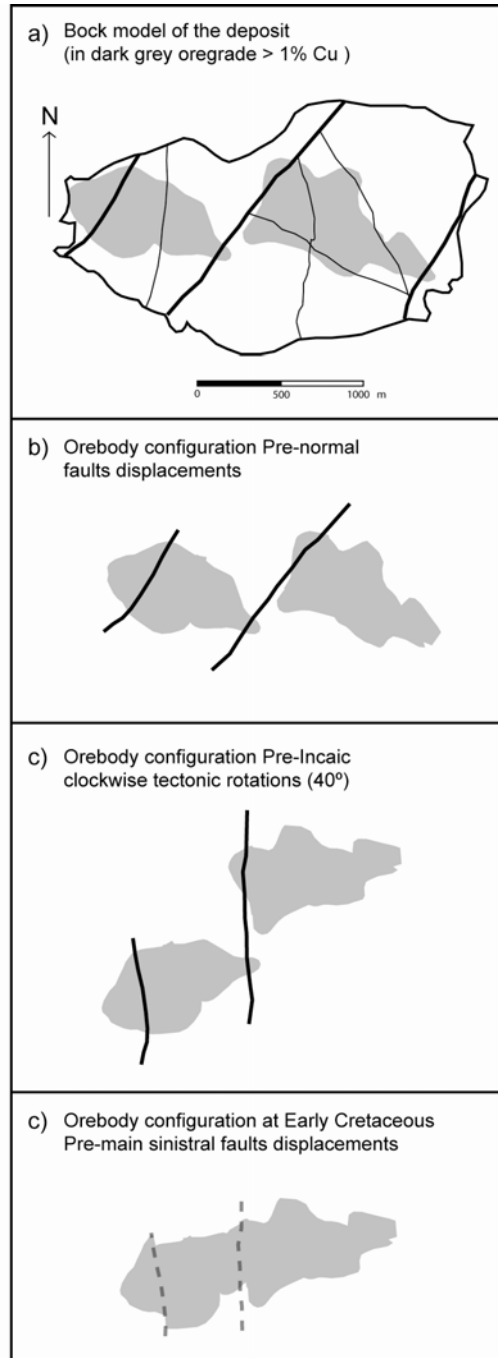 a) Bock model of the deposit
(in dark grey oregrade > 1% Cu )
N
0 500 1000 m
b) Orebody configuration Pre-normal
faults displacements
c) Orebody configuration Pre-Incaic
clockwise tectonic rotations (40º)
c) Orebody configuration at Early Cretaceous
Pre-main sinistral faults displacements